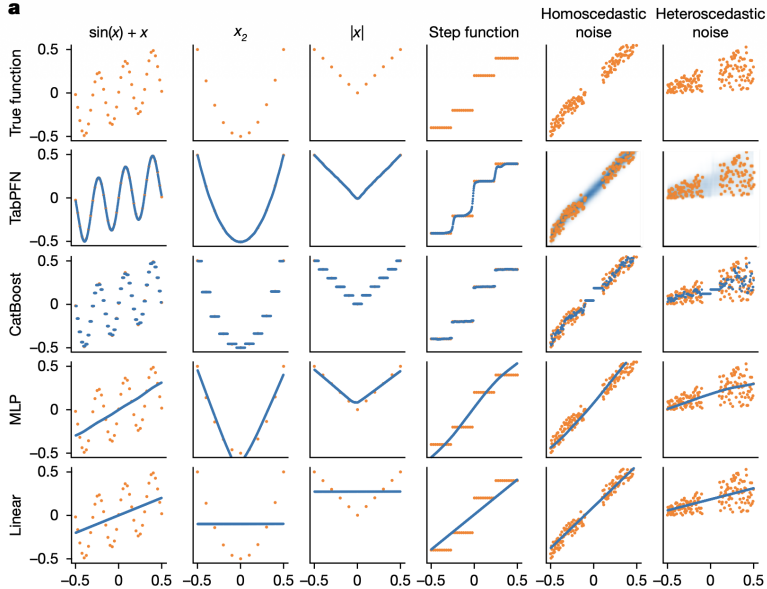 a
sin(x) + x
x₂
|x|
Step function
Homoscedastic
noise
Heteroscedastic
noise
True function
0.5
0
−0.5
TabPFN
0.5
0
−0.5
CatBoost
0.5
0
−0.5
MLP
0.5
0
−0.5
Linear
0.5
0
−0.5
−0.5 0 0.5
−0.5 0 0.5
−0.5 0 0.5
−0.5 0 0.5
−0.5 0 0.5
−0.5 0 0.5